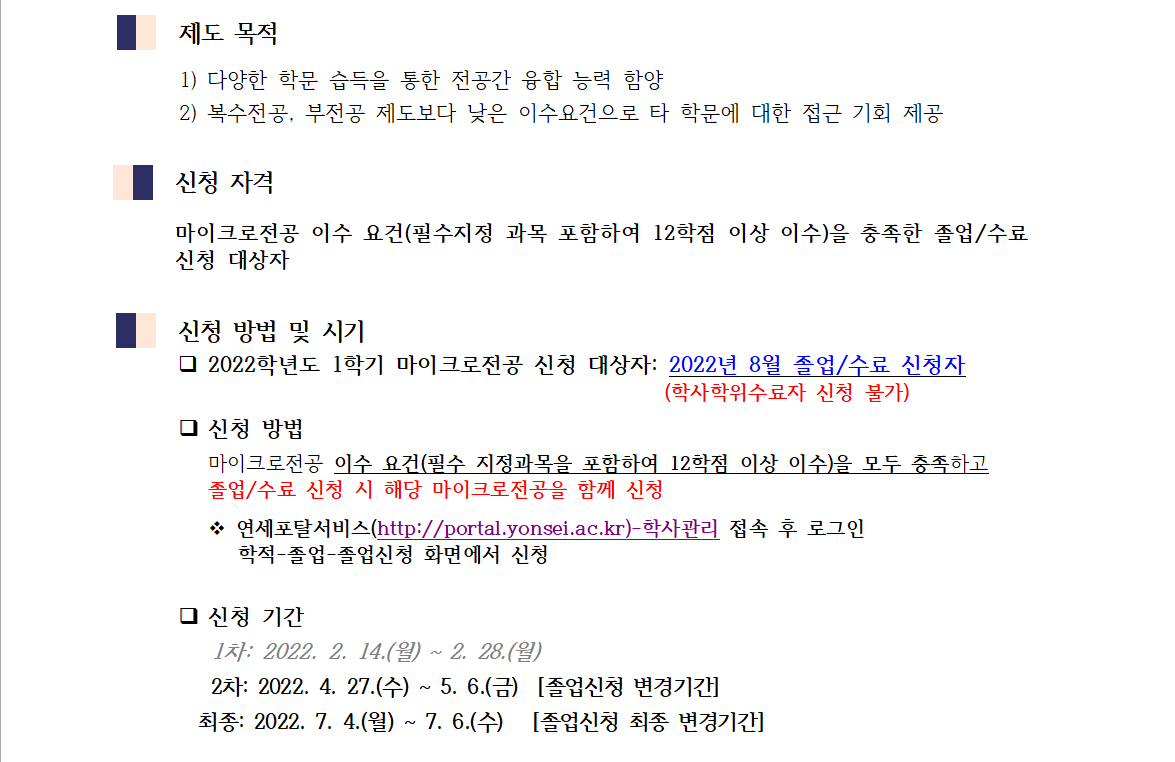 제도 목적
1) 다양한 학문 습득을 통한 전공간 융합 능력 함양
2) 복수전공, 부전공 제도보다 낮은 이수요건으로 타 학문에 대한 접근 기회 제공
신청 자격
마이크로전공 이수 요건(필수지정 과목 포함하여 12학점 이상 이수)을 충족한 졸업/수료
신청 대상자
신청 방법 및 시기
❑ 2022학년도 1학기 마이크로전공 신청 대상자: 2022년 8월 졸업/수료 신청자
(학사학위수료자 신청 불가)
❑ 신청 방법
마이크로전공 이수 요건(필수 지정과목을 포함하여 12학점 이상 이수)을 모두 충족하고
졸업/수료 신청 시 해당 마이크로전공을 함께 신청
❖ 연세포탈서비스(http://portal.yonsei.ac.kr)-학사관리 접속 후 로그인
학적-졸업-졸업신청 화면에서 신청
❑ 신청 기간
1차: 2022. 2. 14.(월) ~ 2. 28.(월)
2차: 2022. 4. 27.(수) ~ 5. 6.(금) [졸업신청 변경기간]
최종: 2022. 7. 4.(월) ~ 7. 6.(수) [졸업신청 최종 변경기간]